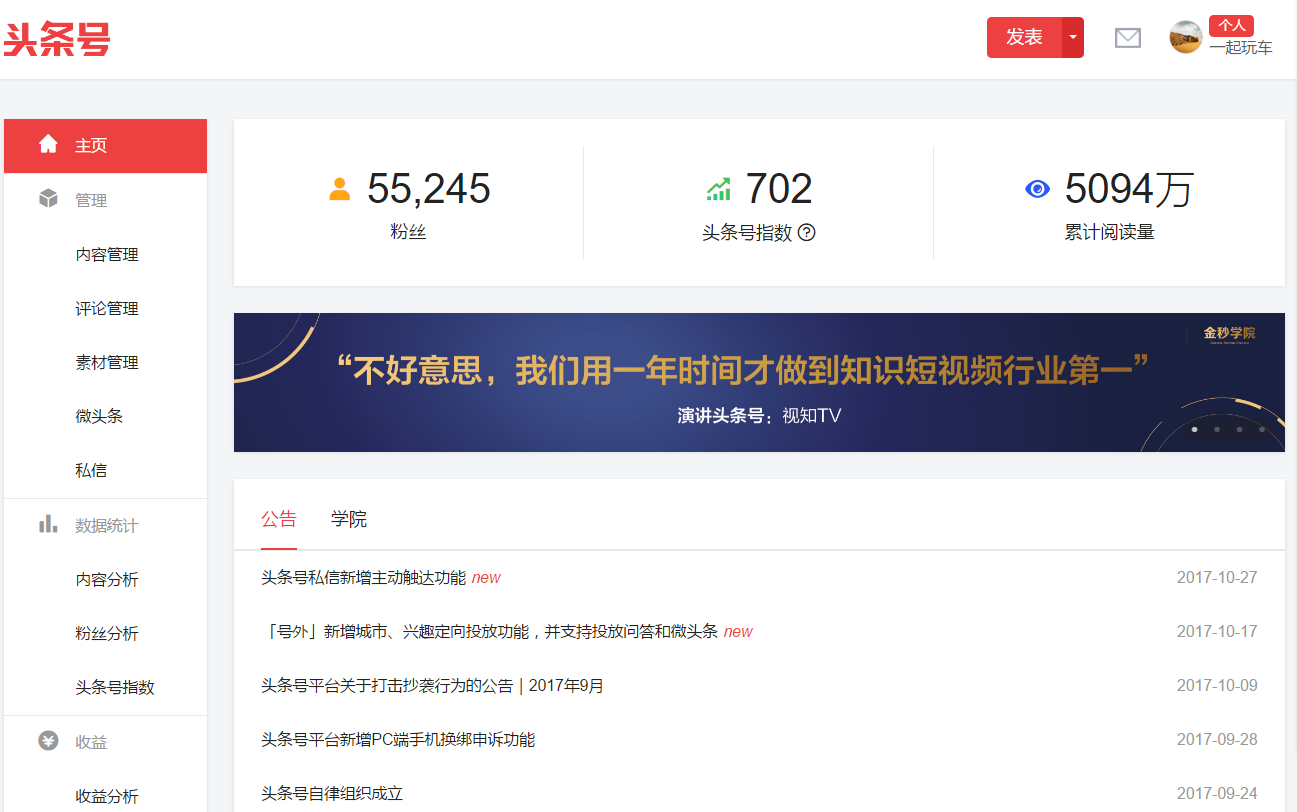 头条号
发表
个人
一起玩车
主页
管理
内容管理
评论管理
素材管理
微头条
私信
数据统计
内容分析
粉丝分析
头条号指数
收益
收益分析
55,245
粉丝
702
头条号指数
5094万
累计阅读量
金秒学院
“不好意思，我们用一年时间才做到知识短视频行业第一”
演讲头条号：视知TV
公告 学院
头条号私信新增主动触达功能 new 2017-10-27
「号外」新增城市、兴趣定向投放功能，并支持投放问答和微头条 new 2017-10-17
头条号平台关于打击抄袭行为的公告 | 2017年9月 2017-10-09
头条号平台新增PC端手机换绑申诉功能 2017-09-28
头条号自律组织成立 2017-09-24